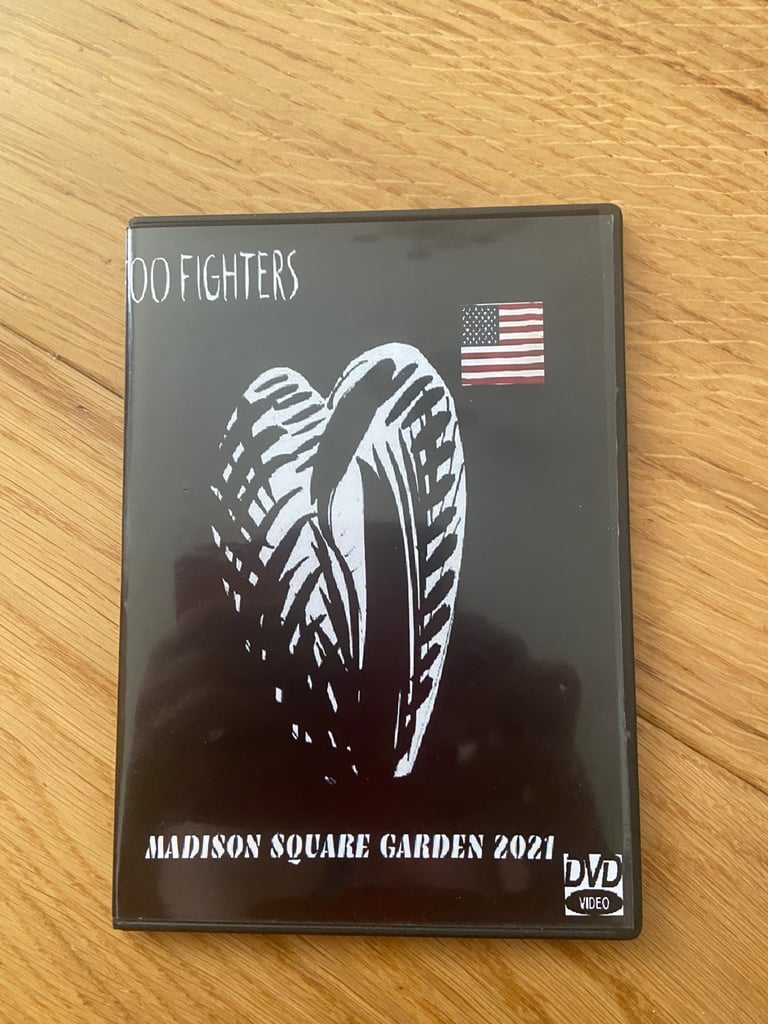 OO FIGHTERS
MADISON SQUARE GARDEN 2021
DVD
VIDEO